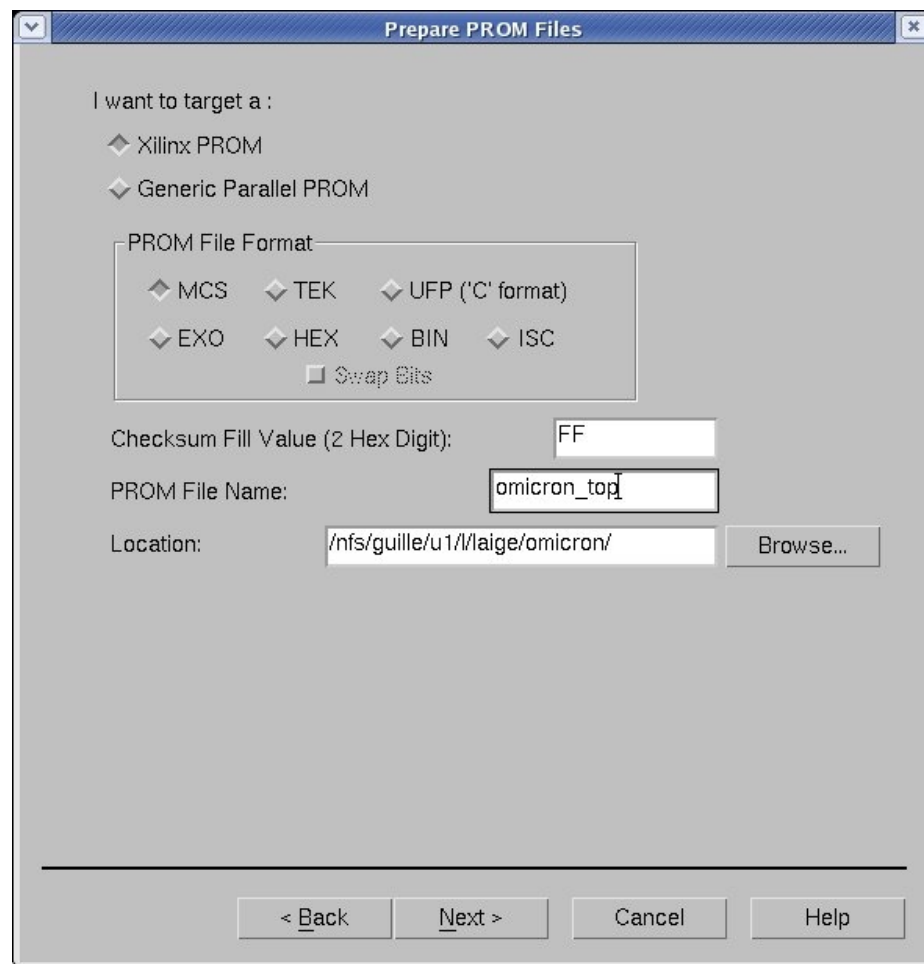 Prepare PROM Files
I want to target a :
Xilinx PROM
Generic Parallel PROM
PROM File Format
MCS TEK UFP ('C' format)
EXO HEX BIN ISC
Swap Bits
Checksum Fill Value (2 Hex Digit): FF
PROM File Name: omicron_top
Location: /nfs/guille/u1/l/laige/omicron/ Browse...
< Back Next > Cancel Help